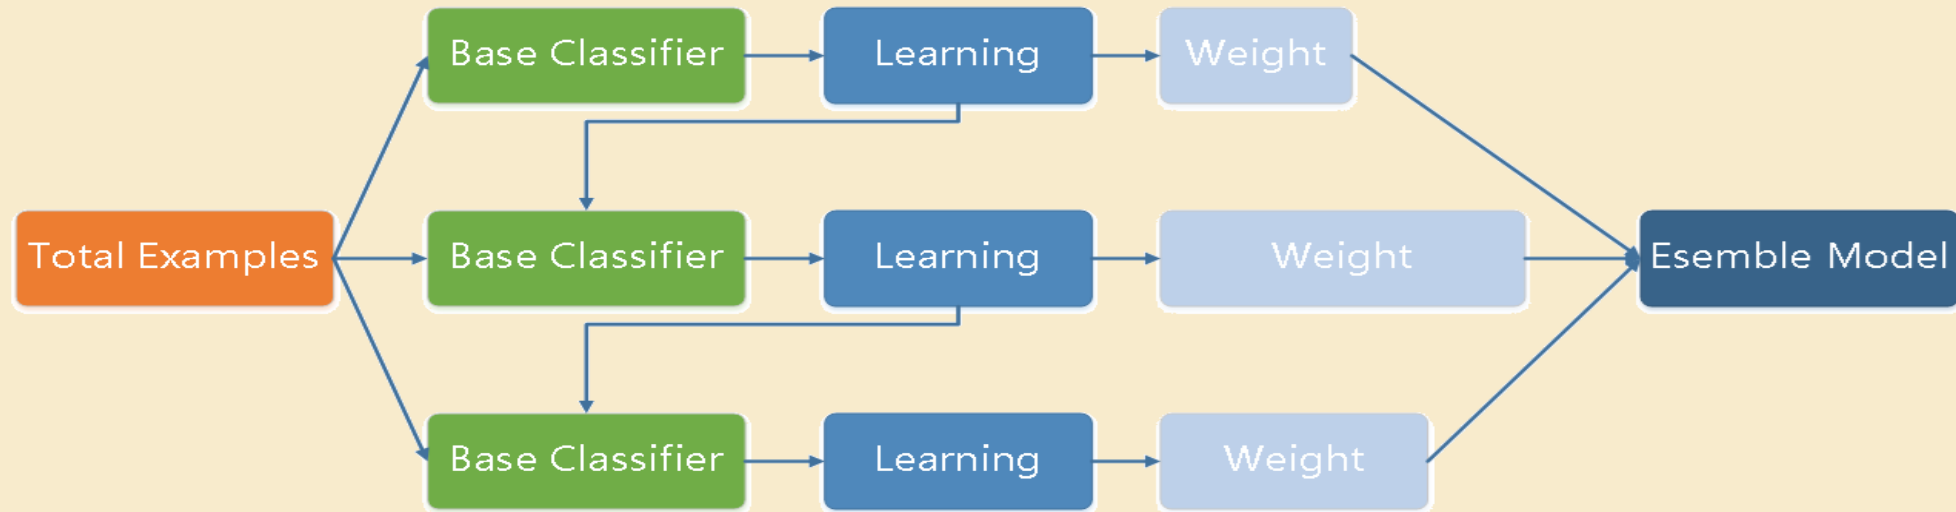 Base Classifier
Learning
Weight
Total Examples
Base Classifier
Learning
Weight
Esemble Model
Base Classifier
Learning
Weight